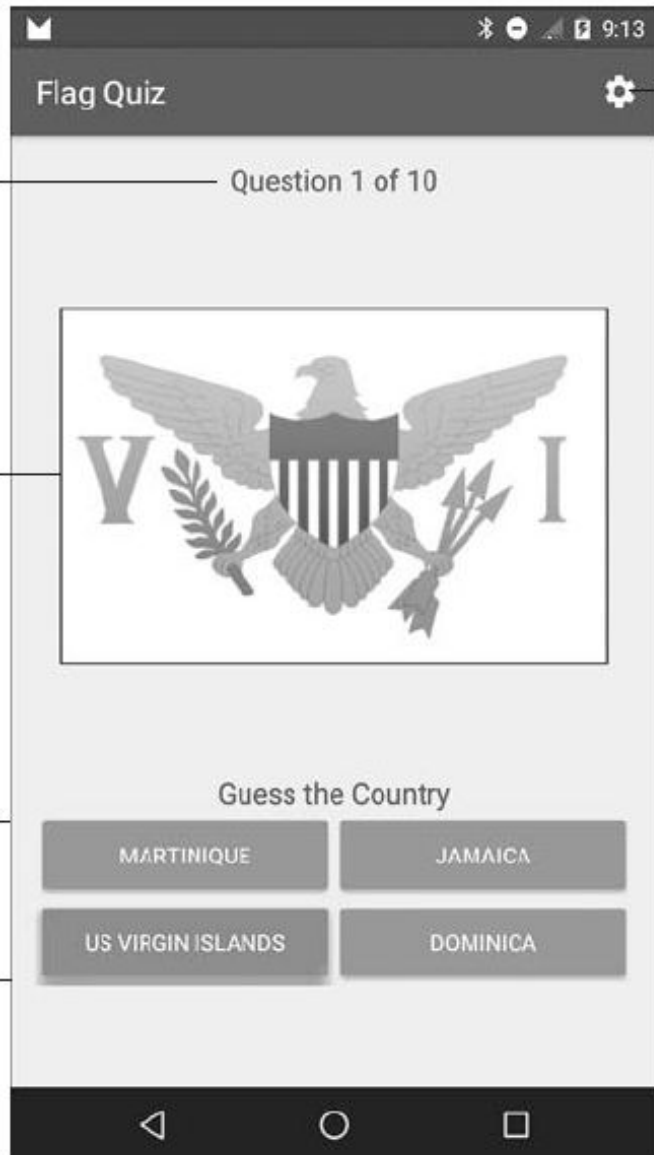 9:13
Flag Quiz
Question 1 of 10
V I
Guess the Country
MARTINIQUE JAMAICA
US VIRGIN ISLANDS DOMINICA